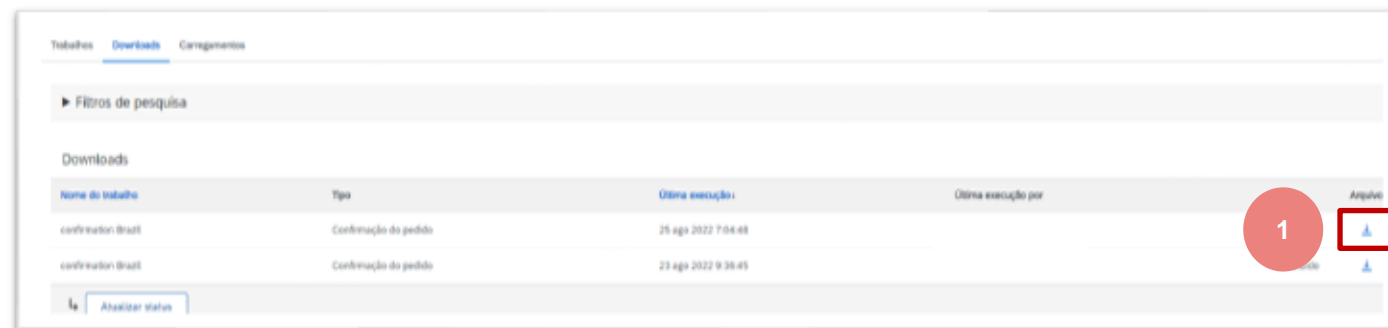 Trabalhos Downloads Carregamentos
Filtros de pesquisa
Downloads
Nome do trabalho Tipo Última execução↓ Última execução por Arquivo
confirmation Brazil Confirmação do pedido 25 ago 2022 7:04:48 1
confirmation Brazil Confirmação do pedido 23 ago 2022 9:36:45
Atualizar status